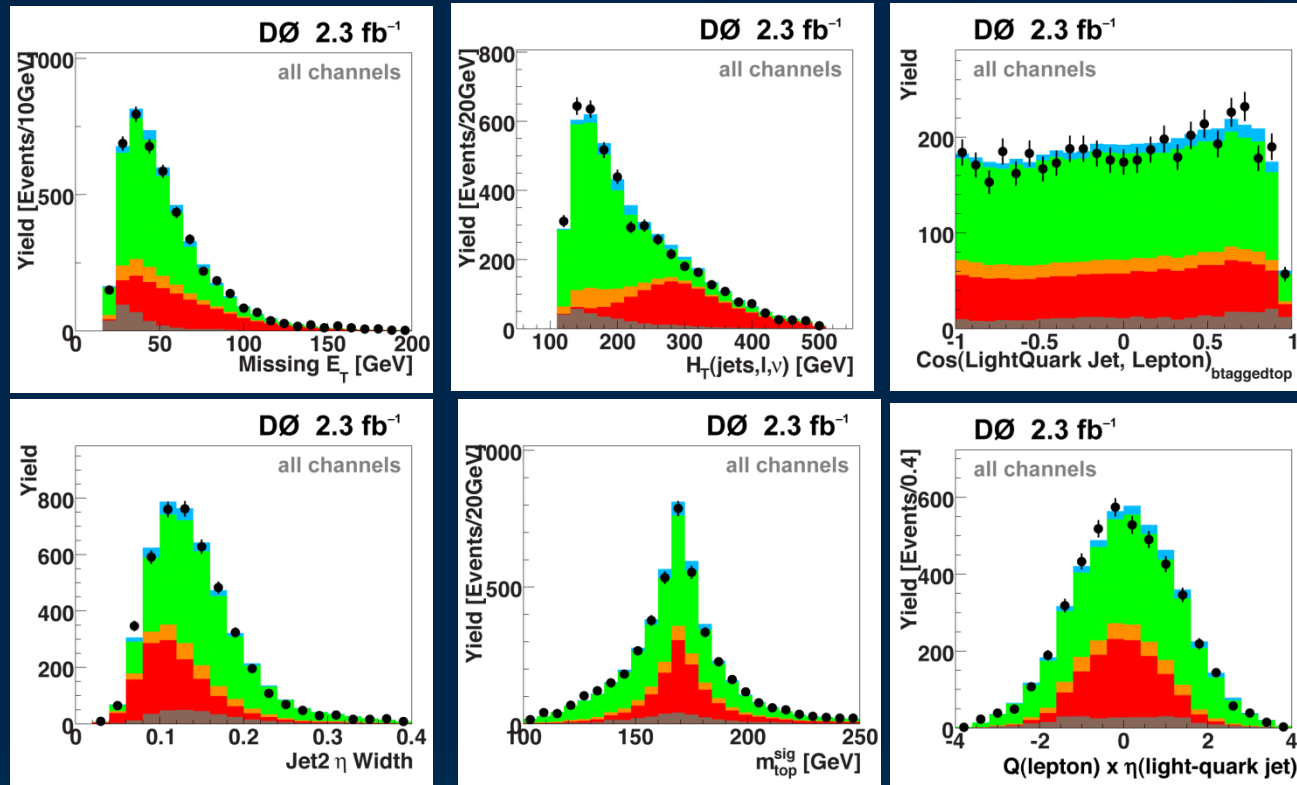 DØ 2.3 fb⁻¹
all channels
Yield [Events/10GeV]
500
0
0 50 100 150 200
Missing E_T [GeV]
DØ 2.3 fb⁻¹
all channels
Yield [Events/20GeV]
800
600
400
200
0
100 200 300 400 500
H_T(jets,l,ν) [GeV]
DØ 2.3 fb⁻¹
all channels
Yield
200
100
0
-1 -0.5 0 0.5 1
Cos(LightQuark Jet, Lepton)_btaggedtop
DØ 2.3 fb⁻¹
all channels
Yield
800
600
400
200
0
0 0.1 0.2 0.3 0.4
Jet2 η Width
DØ 2.3 fb⁻¹
all channels
Yield [Events/20GeV]
500
100 150 200 250
m_top^sig [GeV]
DØ 2.3 fb⁻¹
all channels
Yield [Events/0.4]
600
400
200
0
-4 -2 0 2 4
Q(lepton) x η(light-quark jet)